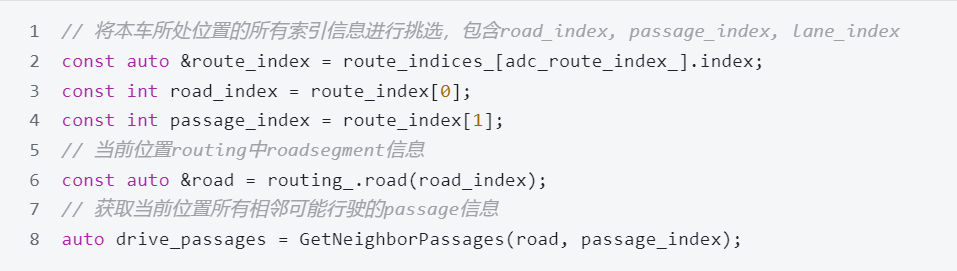 1 // 将本车所处位置的所有索引信息进行挑选，包含road_index, passage_index, lane_index
2 const auto &route_index = route_indices_[adc_route_index_].index;
3 const int road_index = route_index[0];
4 const int passage_index = route_index[1];
5 // 当前位置routing中roadsegment信息
6 const auto &road = routing_.road(road_index);
7 // 获取当前位置所有相邻可能行驶的passage信息
8 auto drive_passages = GetNeighborPassages(road, passage_index);